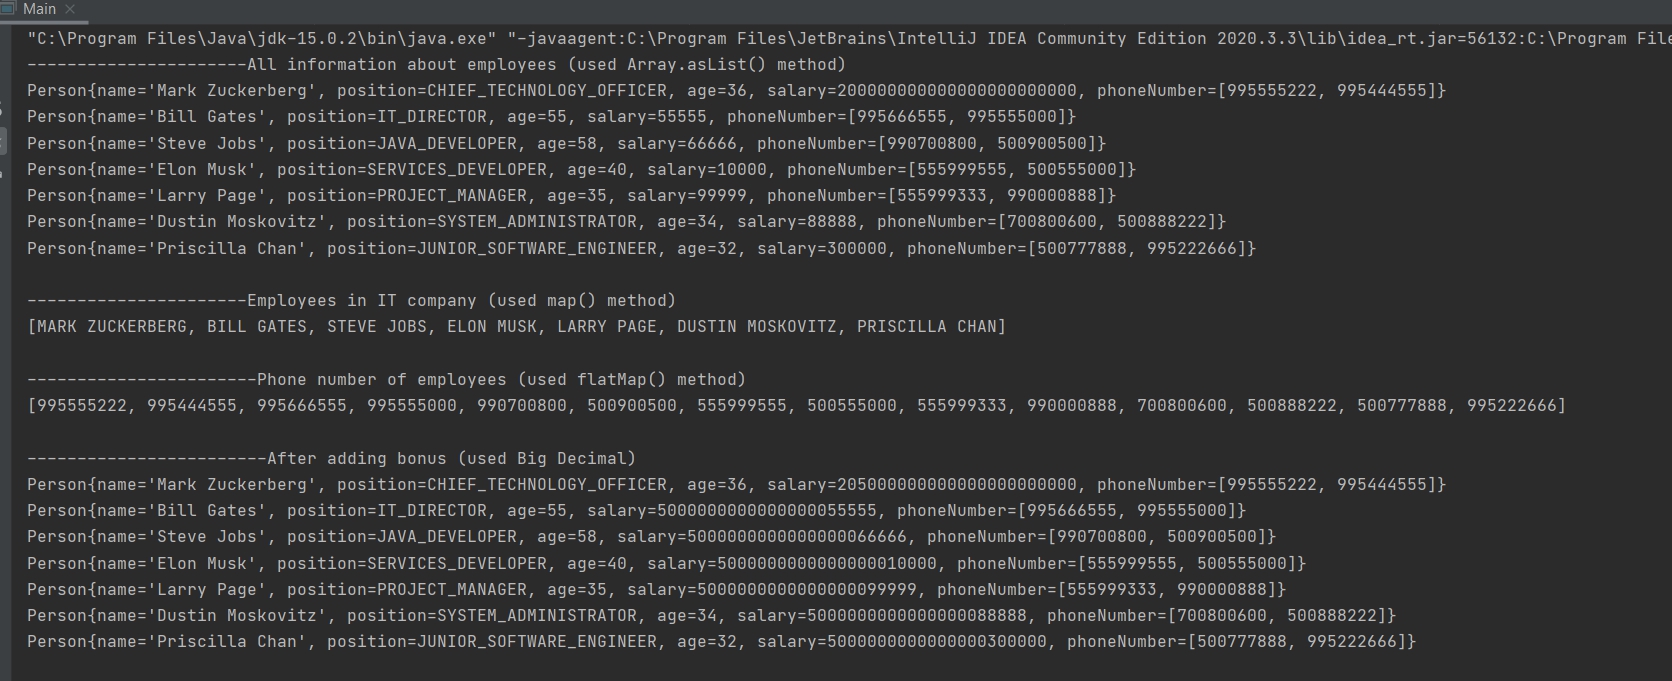 Main
"C:\Program Files\Java\jdk-15.0.2\bin\java.exe" "-javaagent:C:\Program Files\JetBrains\IntelliJ IDEA Community Edition 2020.3.3\lib\idea_rt.jar=56132:C:\Program File
----------------------All information about employees (used Array.asList() method)
Person{name='Mark Zuckerberg', position=CHIEF_TECHNOLOGY_OFFICER, age=36, salary=200000000000000000000000, phoneNumber=[995555222, 995444555]}
Person{name='Bill Gates', position=IT_DIRECTOR, age=55, salary=55555, phoneNumber=[995666555, 995555000]}
Person{name='Steve Jobs', position=JAVA_DEVELOPER, age=58, salary=66666, phoneNumber=[990700800, 500900500]}
Person{name='Elon Musk', position=SERVICES_DEVELOPER, age=40, salary=10000, phoneNumber=[555999555, 500555000]}
Person{name='Larry Page', position=PROJECT_MANAGER, age=35, salary=99999, phoneNumber=[555999333, 990000888]}
Person{name='Dustin Moskovitz', position=SYSTEM_ADMINISTRATOR, age=34, salary=88888, phoneNumber=[700800600, 500888222]}
Person{name='Priscilla Chan', position=JUNIOR_SOFTWARE_ENGINEER, age=32, salary=300000, phoneNumber=[500777888, 995222666]}
----------------------Employees in IT company (used map() method)
[MARK ZUCKERBERG, BILL GATES, STEVE JOBS, ELON MUSK, LARRY PAGE, DUSTIN MOSKOVITZ, PRISCILLA CHAN]
-----------------------Phone number of employees (used flatMap() method)
[995555222, 995444555, 995666555, 995555000, 990700800, 500900500, 555999555, 500555000, 555999333, 990000888, 700800600, 500888222, 500777888, 995222666]
------------------------After adding bonus (used Big Decimal)
Person{name='Mark Zuckerberg', position=CHIEF_TECHNOLOGY_OFFICER, age=36, salary=205000000000000000000000, phoneNumber=[995555222, 995444555]}
Person{name='Bill Gates', position=IT_DIRECTOR, age=55, salary=5000000000000000055555, phoneNumber=[995666555, 995555000]}
Person{name='Steve Jobs', position=JAVA_DEVELOPER, age=58, salary=5000000000000000066666, phoneNumber=[990700800, 500900500]}
Person{name='Elon Musk', position=SERVICES_DEVELOPER, age=40, salary=5000000000000000010000, phoneNumber=[555999555, 500555000]}
Person{name='Larry Page', position=PROJECT_MANAGER, age=35, salary=5000000000000000099999, phoneNumber=[555999333, 990000888]}
Person{name='Dustin Moskovitz', position=SYSTEM_ADMINISTRATOR, age=34, salary=5000000000000000088888, phoneNumber=[700800600, 500888222]}
Person{name='Priscilla Chan', position=JUNIOR_SOFTWARE_ENGINEER, age=32, salary=5000000000000000300000, phoneNumber=[500777888, 995222666]}